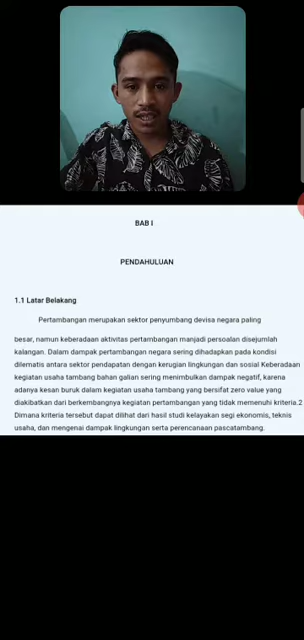 BAB I
PENDAHULUAN
1.1 Latar Belakang
Pertambangan merupakan sektor penyumbang devisa negara paling
besar, namun keberadaan aktivitas pertambangan manjadi persoalan disejumlah
kalangan. Dalam dampak pertambangan negara sering dihadapkan pada kondisi
dilematis antara sektor pendapatan dengan kerugian lingkungan dan sosial Keberadaan
kegiatan usaha tambang bahan galian sering menimbulkan dampak negatif, karena
adanya kesan buruk dalam kegiatan usaha tambang yang bersifat zero value yang
diakibatkan dari berkembangnya kegiatan pertambangan yang tidak memenuhi kriteria.2
Dimana kriteria tersebut dapat dilihat dari hasil studi kelayakan segi ekonomis, teknis
usaha, dan mengenai dampak lingkungan serta perencanaan pascatambang.